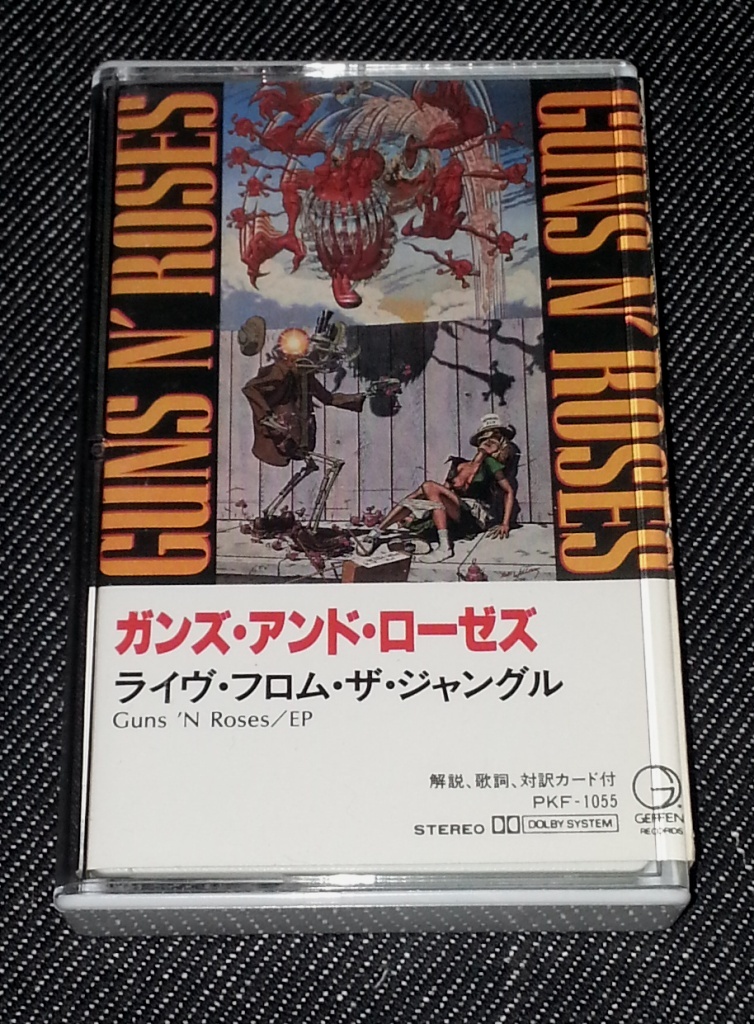 GUNS N' ROSES
GUNS N' ROSES
ガンズ・アンド・ローゼズ
ライヴ・フロム・ザ・ジャングル
Guns 'N Roses/EP
解説、歌詞、対訳カード付
PKF-1055
STEREO DOLBY SYSTEM
GEFFEN
RECORDS